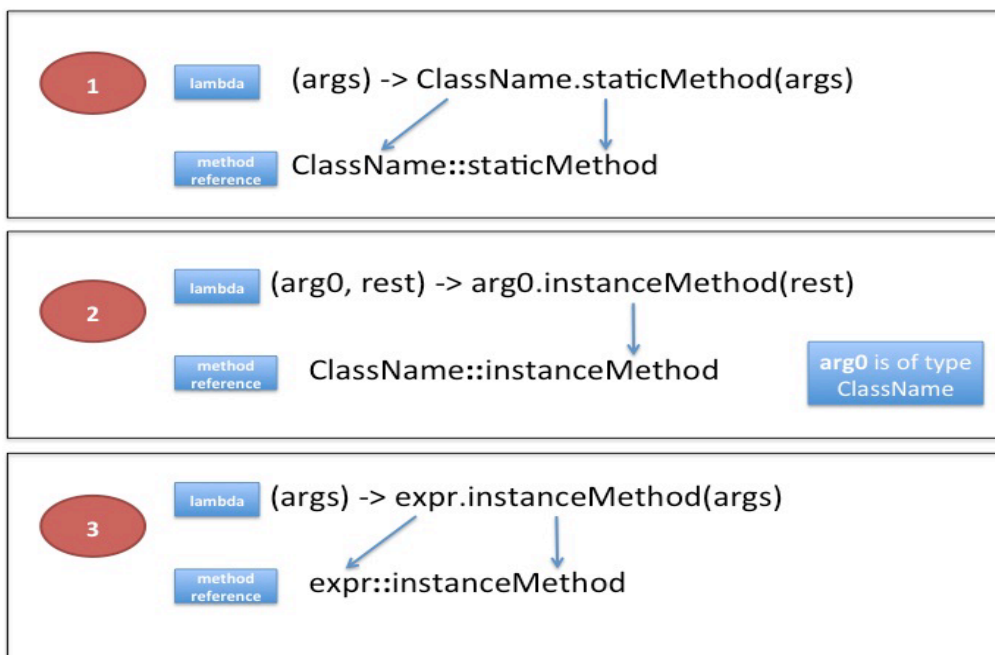 1
lambda
(args) -> ClassName.staticMethod(args)
method
reference
ClassName::staticMethod
2
lambda
(arg0, rest) -> arg0.instanceMethod(rest)
method
reference
ClassName::instanceMethod
arg0 is of type
ClassName
3
lambda
(args) -> expr.instanceMethod(args)
method
reference
expr::instanceMethod